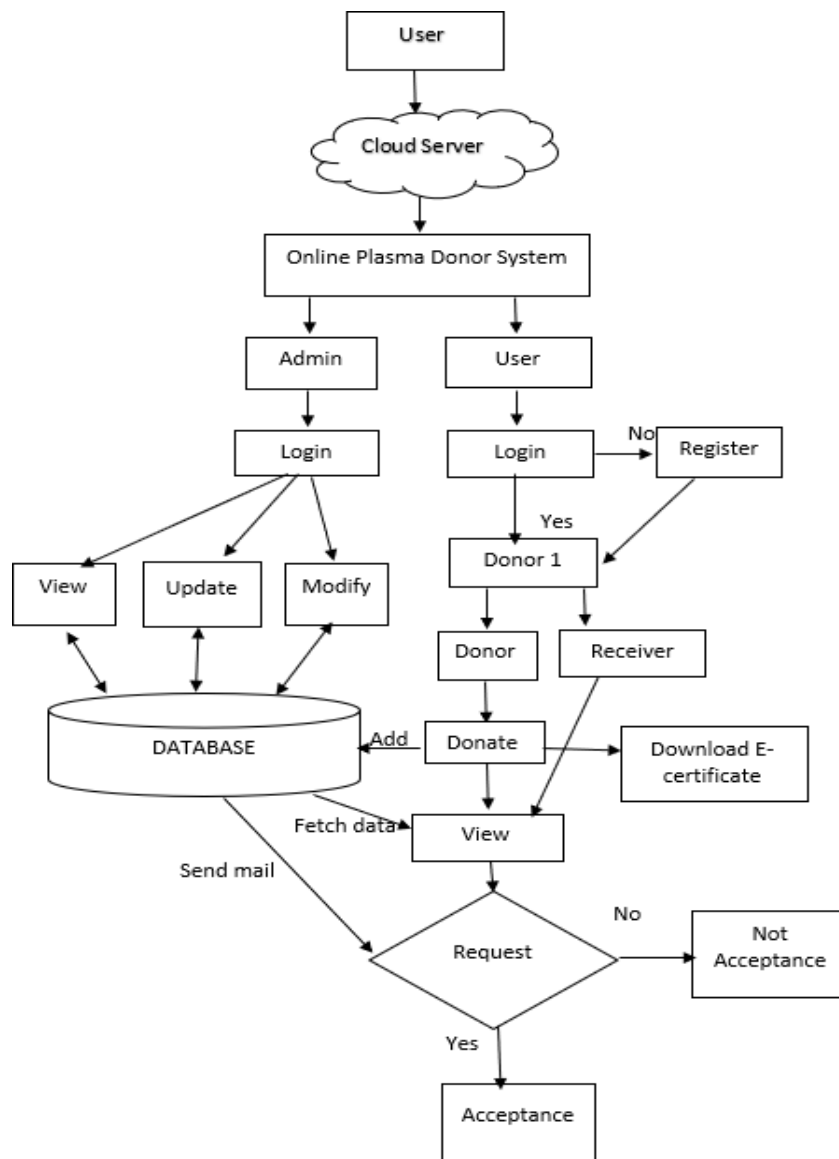 User
Cloud Server
Online Plasma Donor System
Admin
User
Login
Login
No
Register
Yes
Donor 1
View
Update
Modify
Donor
Receiver
DATABASE
Add
Donate
Download E-
certificate
Fetch data
View
Send mail
Request
No
Not
Acceptance
Yes
Acceptance